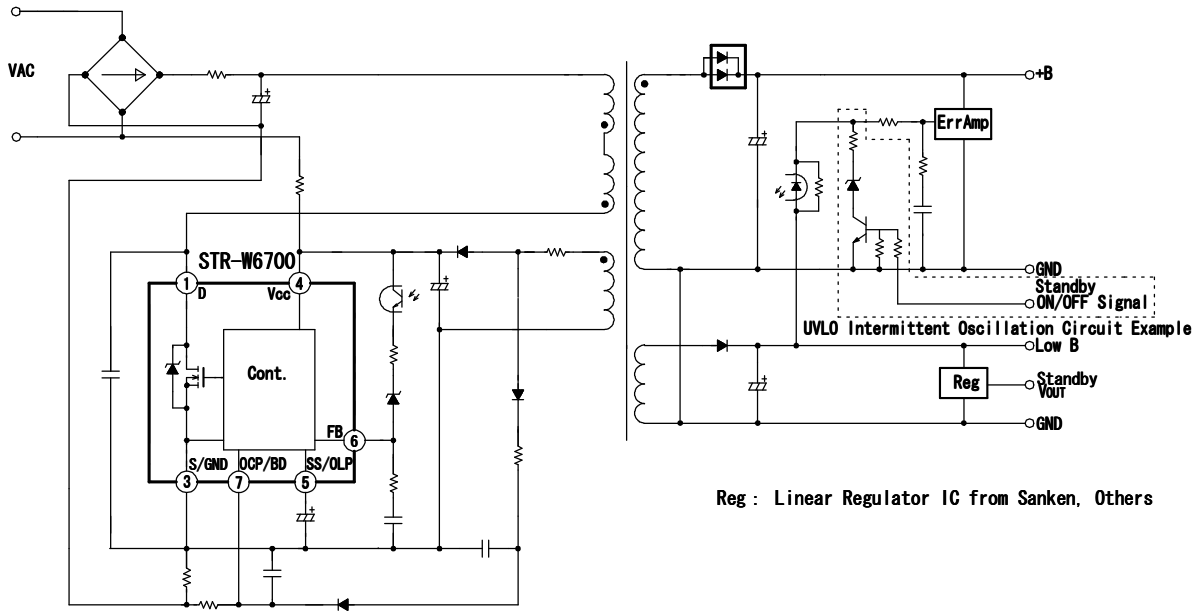 VAC
+B
ErrAmp
STR-W6700
1
D
4
Vcc
GND
Standby
ON/OFF Signal
UVLO Intermittent Oscillation Circuit Example
Low B
Cont.
Reg
Standby
VOUT
FB
6
GND
S/GND
OCP/BD
SS/OLP
3
7
5
Reg : Linear Regulator IC from Sanken, Others